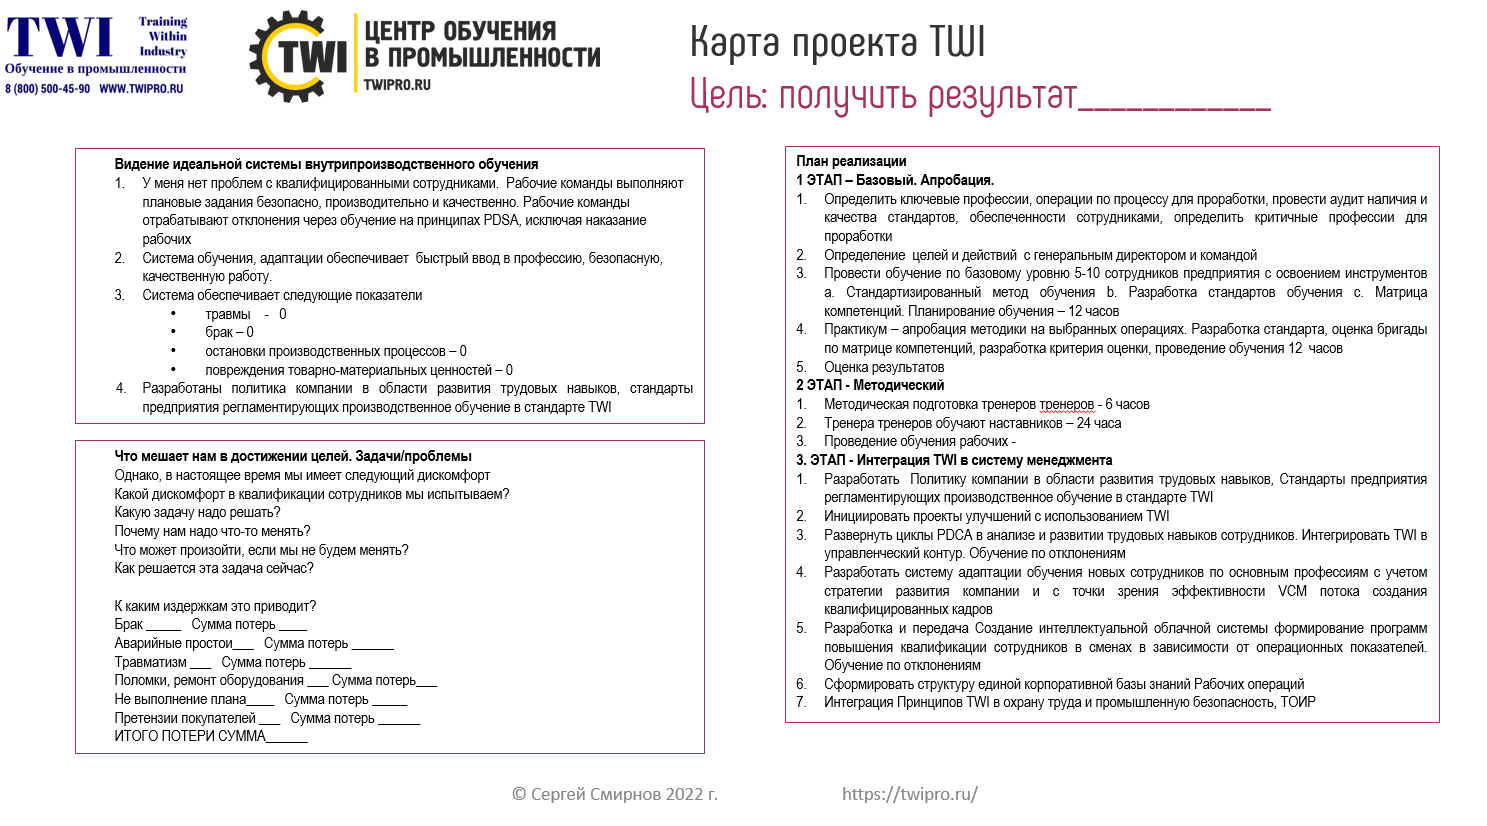 TWI Training
Within
Industry
Обучение в промышленности
8 (800) 500-45-90 WWW.TWIPRO.RU
TWI
ЦЕНТР ОБУЧЕНИЯ
В ПРОМЫШЛЕННОСТИ
TWIPRO.RU
Карта проекта TWI
Цель: получить результат____________
Видение идеальной системы внутрипроизводственного обучения
1. У меня нет проблем с квалифицированными сотрудниками. Рабочие команды выполняют
плановые задания безопасно, производительно и качественно. Рабочие команды
отрабатывают отклонения через обучение на принципах PDSA, исключая наказание
рабочих
2. Система обучения, адаптации обеспечивает быстрый ввод в профессию, безопасную,
качественную работу.
3. Система обеспечивает следующие показатели
• травмы - 0
• брак – 0
• остановки производственных процессов – 0
• повреждения товарно-материальных ценностей – 0
4. Разработаны политика компании в области развития трудовых навыков, стандарты
предприятия регламентирующих производственное обучение в стандарте TWI
Что мешает нам в достижении целей. Задачи/проблемы
Однако, в настоящее время мы имеет следующий дискомфорт
Какой дискомфорт в квалификации сотрудников мы испытываем?
Какую задачу надо решать?
Почему нам надо что-то менять?
Что может произойти, если мы не будем менять?
Как решается эта задача сейчас?
К каким издержкам это приводит?
Брак _____ Сумма потерь ____
Аварийные простои___ Сумма потерь ______
Травматизм ___ Сумма потерь ______
Поломки, ремонт оборудования ___ Сумма потерь___
Не выполнение плана____ Сумма потерь _____
Претензии покупателей ___ Сумма потерь ______
ИТОГО ПОТЕРИ СУММА______
План реализации
1 ЭТАП – Базовый. Апробация.
1. Определить ключевые профессии, операции по процессу для проработки, провести аудит наличия и
качества стандартов, обеспеченности сотрудниками, определить критичные профессии для
проработки
2. Определение целей и действий с генеральным директором и командой
3. Провести обучение по базовому уровню 5-10 сотрудников предприятия с освоением инструментов
a. Стандартизированный метод обучения b. Разработка стандартов обучения c. Матрица
компетенций. Планирование обучения – 12 часов
4. Практикум – апробация методики на выбранных операциях. Разработка стандарта, оценка бригады
по матрице компетенций, разработка критерия оценки, проведение обучения 12 часов
5. Оценка результатов
2 ЭТАП - Методический
1. Методическая подготовка тренеров тренеров - 6 часов
2. Тренера тренеров обучают наставников – 24 часа
3. Проведение обучения рабочих -
3. ЭТАП - Интеграция TWI в систему менеджмента
1. Разработать Политику компании в области развития трудовых навыков, Стандарты предприятия
регламентирующих производственное обучение в стандарте TWI
2. Инициировать проекты улучшений с использованием TWI
3. Развернуть циклы PDCA в анализе и развитии трудовых навыков сотрудников. Интегрировать TWI в
управленческий контур. Обучение по отклонениям
4. Разработать систему адаптации обучения новых сотрудников по основным профессиям с учетом
стратегии развития компании и с точки зрения эффективности VCM потока создания
квалифицированных кадров
5. Разработка и передача Создание интеллектуальной облачной системы формирование программ
повышения квалификации сотрудников в сменах в зависимости от операционных показателей.
Обучение по отклонениям
6. Сформировать структуру единой корпоративной базы знаний Рабочих операций
7. Интеграция Принципов TWI в охрану труда и промышленную безопасность, ТОИР
© Сергей Смирнов 2022 г. https://twipro.ru/